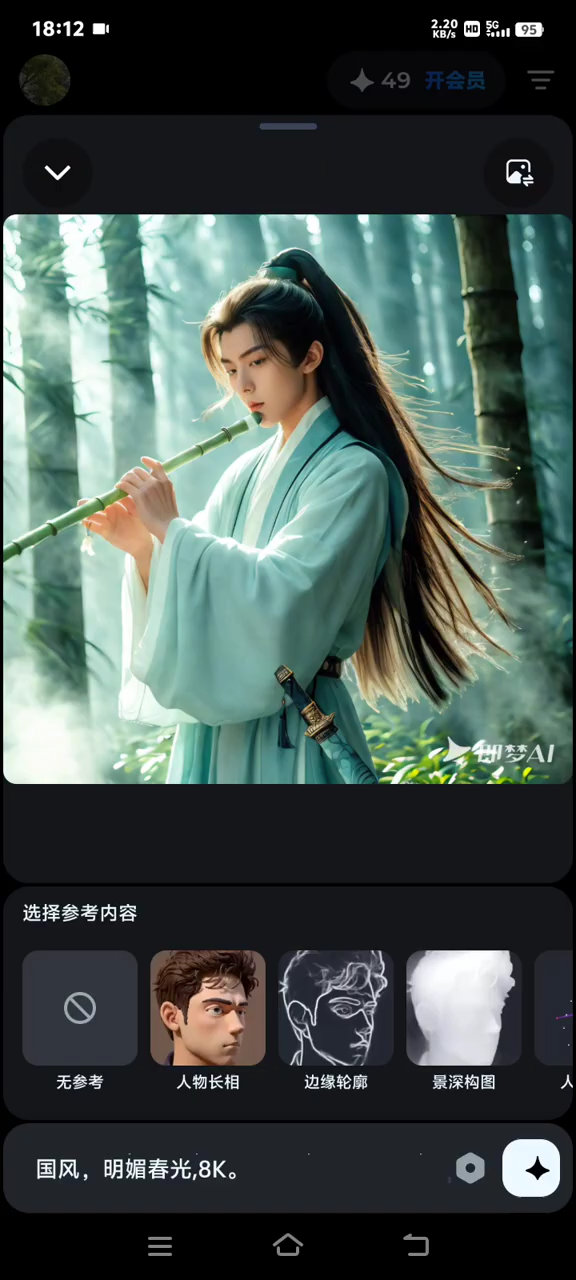 18:12
2.20
KB/s
HD
5G
95
49 开会员
即梦AI
选择参考内容
无参考
人物长相
边缘轮廓
景深构图
人
国风，明媚春光,8K。